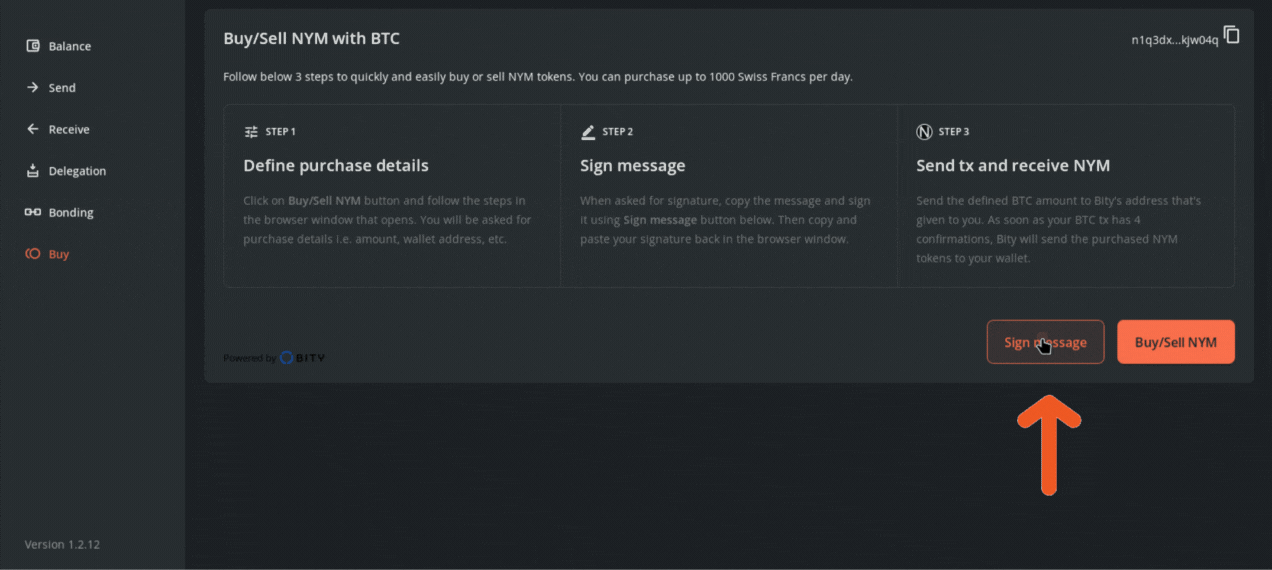 Balance
Send
Receive
Delegation
Bonding
Buy
Version 1.2.12
Buy/Sell NYM with BTC
n1q3dx...kjw04q
Follow below 3 steps to quickly and easily buy or sell NYM tokens. You can purchase up to 1000 Swiss Francs per day.
STEP 1
Define purchase details
Click on Buy/Sell NYM button and follow the steps in
the browser window that opens. You will be asked for
purchase details i.e. amount, wallet address, etc.
STEP 2
Sign message
When asked for signature, copy the message and sign
it using Sign message button below. Then copy and
paste your signature back in the browser window.
N STEP 3
Send tx and receive NYM
Send the defined BTC amount to Bity's address that's
given to you. As soon as your BTC tx has 4
confirmations, Bity will send the purchased NYM
tokens to your wallet.
Powered by BITY
Sign message
Buy/Sell NYM